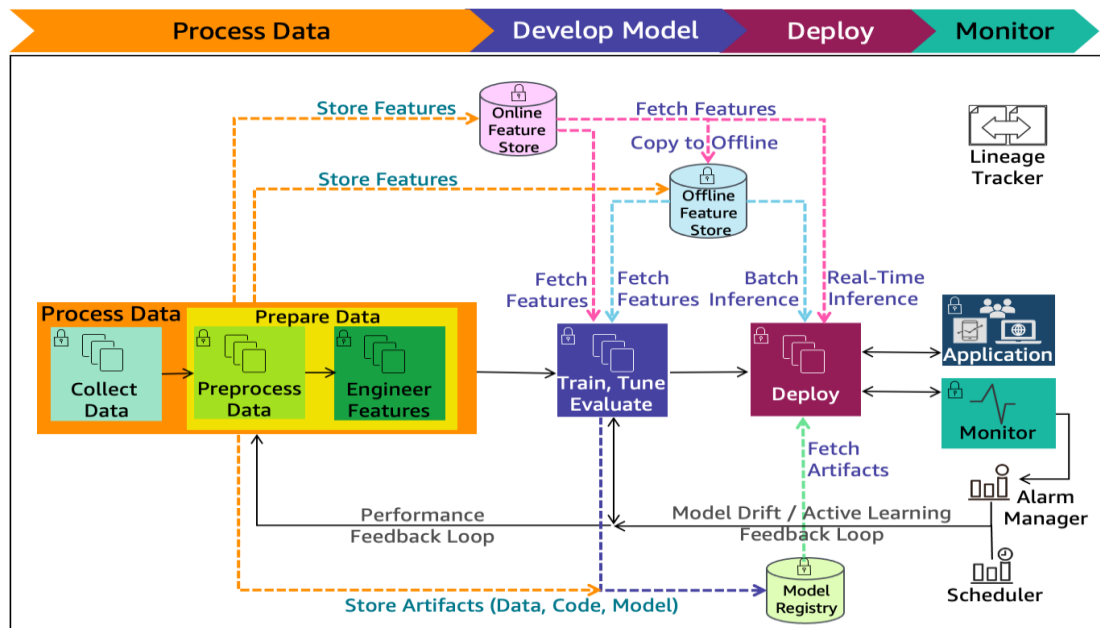 Process Data
Develop Model
Deploy
Monitor
Store Features
Online
Feature
Store
Fetch Features
Copy to Offline
Lineage
Tracker
Store Features
Offline
Feature
Store
Fetch
Features
Fetch
Features
Batch
Inference
Real-Time
Inference
Process Data
Prepare Data
Collect
Data
Preprocess
Data
Engineer
Features
Train, Tune
Evaluate
Deploy
Application
Monitor
Fetch
Artifacts
Alarm
Manager
Performance
Feedback Loop
Model Drift / Active Learning
Feedback Loop
Model
Registry
Scheduler
Store Artifacts (Data, Code, Model)